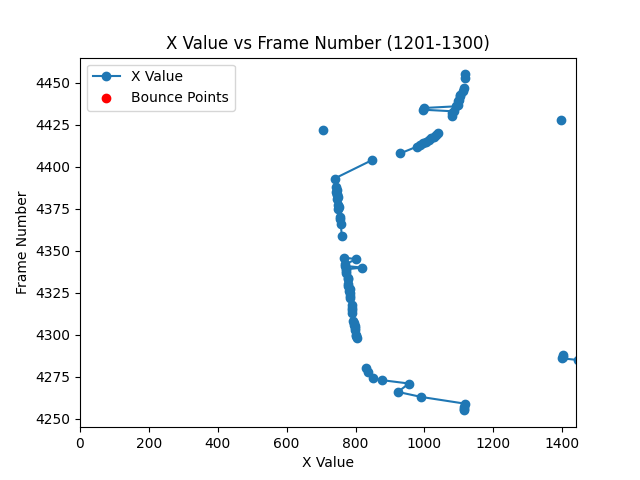 X Value vs Frame Number (1201-1300)
X Value
Bounce Points
4450
4425
4400
4375
4350
4325
4300
4275
4250
Frame Number
0 200 400 600 800 1000 1200 1400
X Value